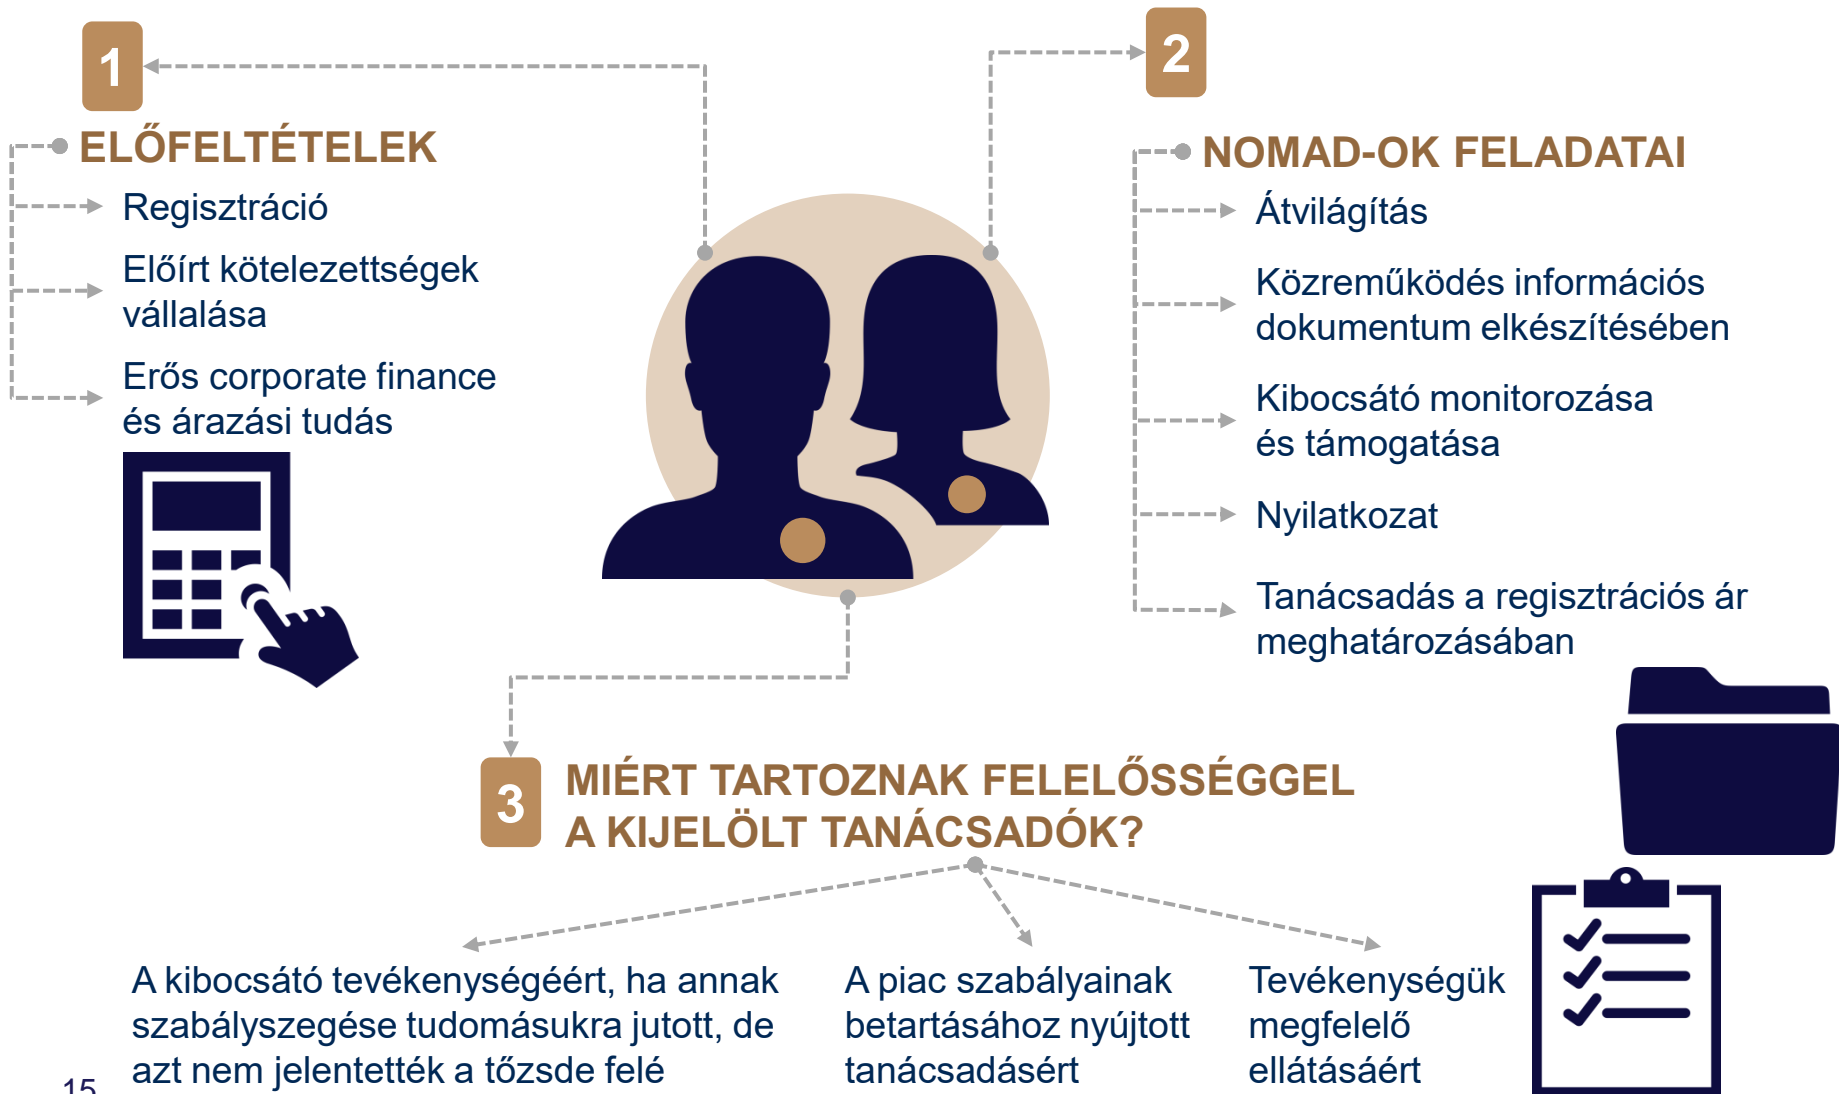 1
ELŐFELTÉTELEK
Regisztráció
Előírt kötelezettségek
vállalása
Erős corporate finance
és árazási tudás
2
NOMAD-OK FELADATAI
Átvilágítás
Közreműködés információs
dokumentum elkészítésében
Kibocsátó monitorozása
és támogatása
Nyilatkozat
Tanácsadás a regisztrációs ár
meghatározásában
3
MIÉRT TARTOZNAK FELELŐSSÉGGEL
A KIJELÖLT TANÁCSADÓK?
A kibocsátó tevékenységéért, ha annak
szabályszegése tudomásukra jutott, de
azt nem jelentették a tőzsde felé
A piac szabályainak
betartásához nyújtott
tanácsadásért
Tevékenységük
megfelelő
ellátásáért
15